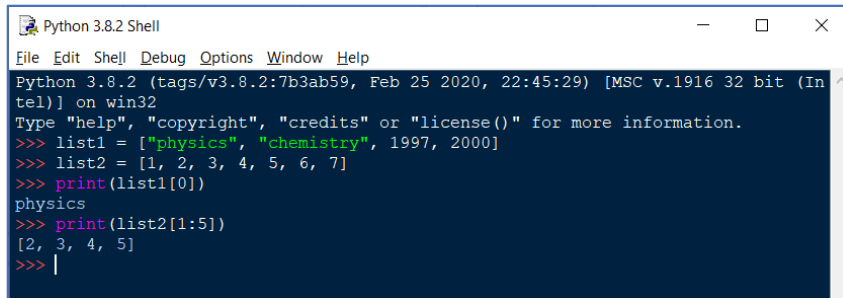 Python 3.8.2 Shell
File Edit Shell Debug Options Window Help
Python 3.8.2 (tags/v3.8.2:7b3ab59, Feb 25 2020, 22:45:29) [MSC v.1916 32 bit (In
tel)] on win32
Type "help", "copyright", "credits" or "license()" for more information.
>>> list1 = ["physics", "chemistry", 1997, 2000]
>>> list2 = [1, 2, 3, 4, 5, 6, 7]
>>> print(list1[0])
physics
>>> print(list2[1:5])
[2, 3, 4, 5]
>>>